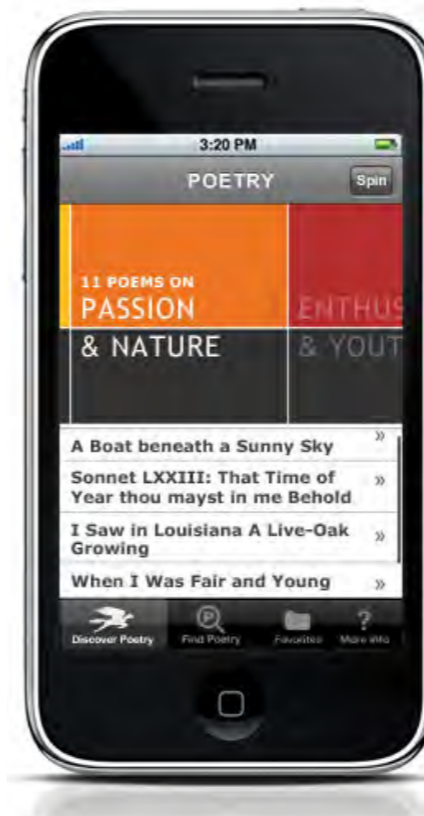 3:20 PM
POETRY
Spin
11 POEMS ON
PASSION
& NATURE
ENTHUS
& YOUT
A Boat beneath a Sunny Sky »
Sonnet LXXIII: That Time of
Year thou mayst in me Behold »
I Saw in Louisiana A Live-Oak
Growing »
When I Was Fair and Young »
Discover Poetry
P
Find Poetry
Favorites
?
More Info